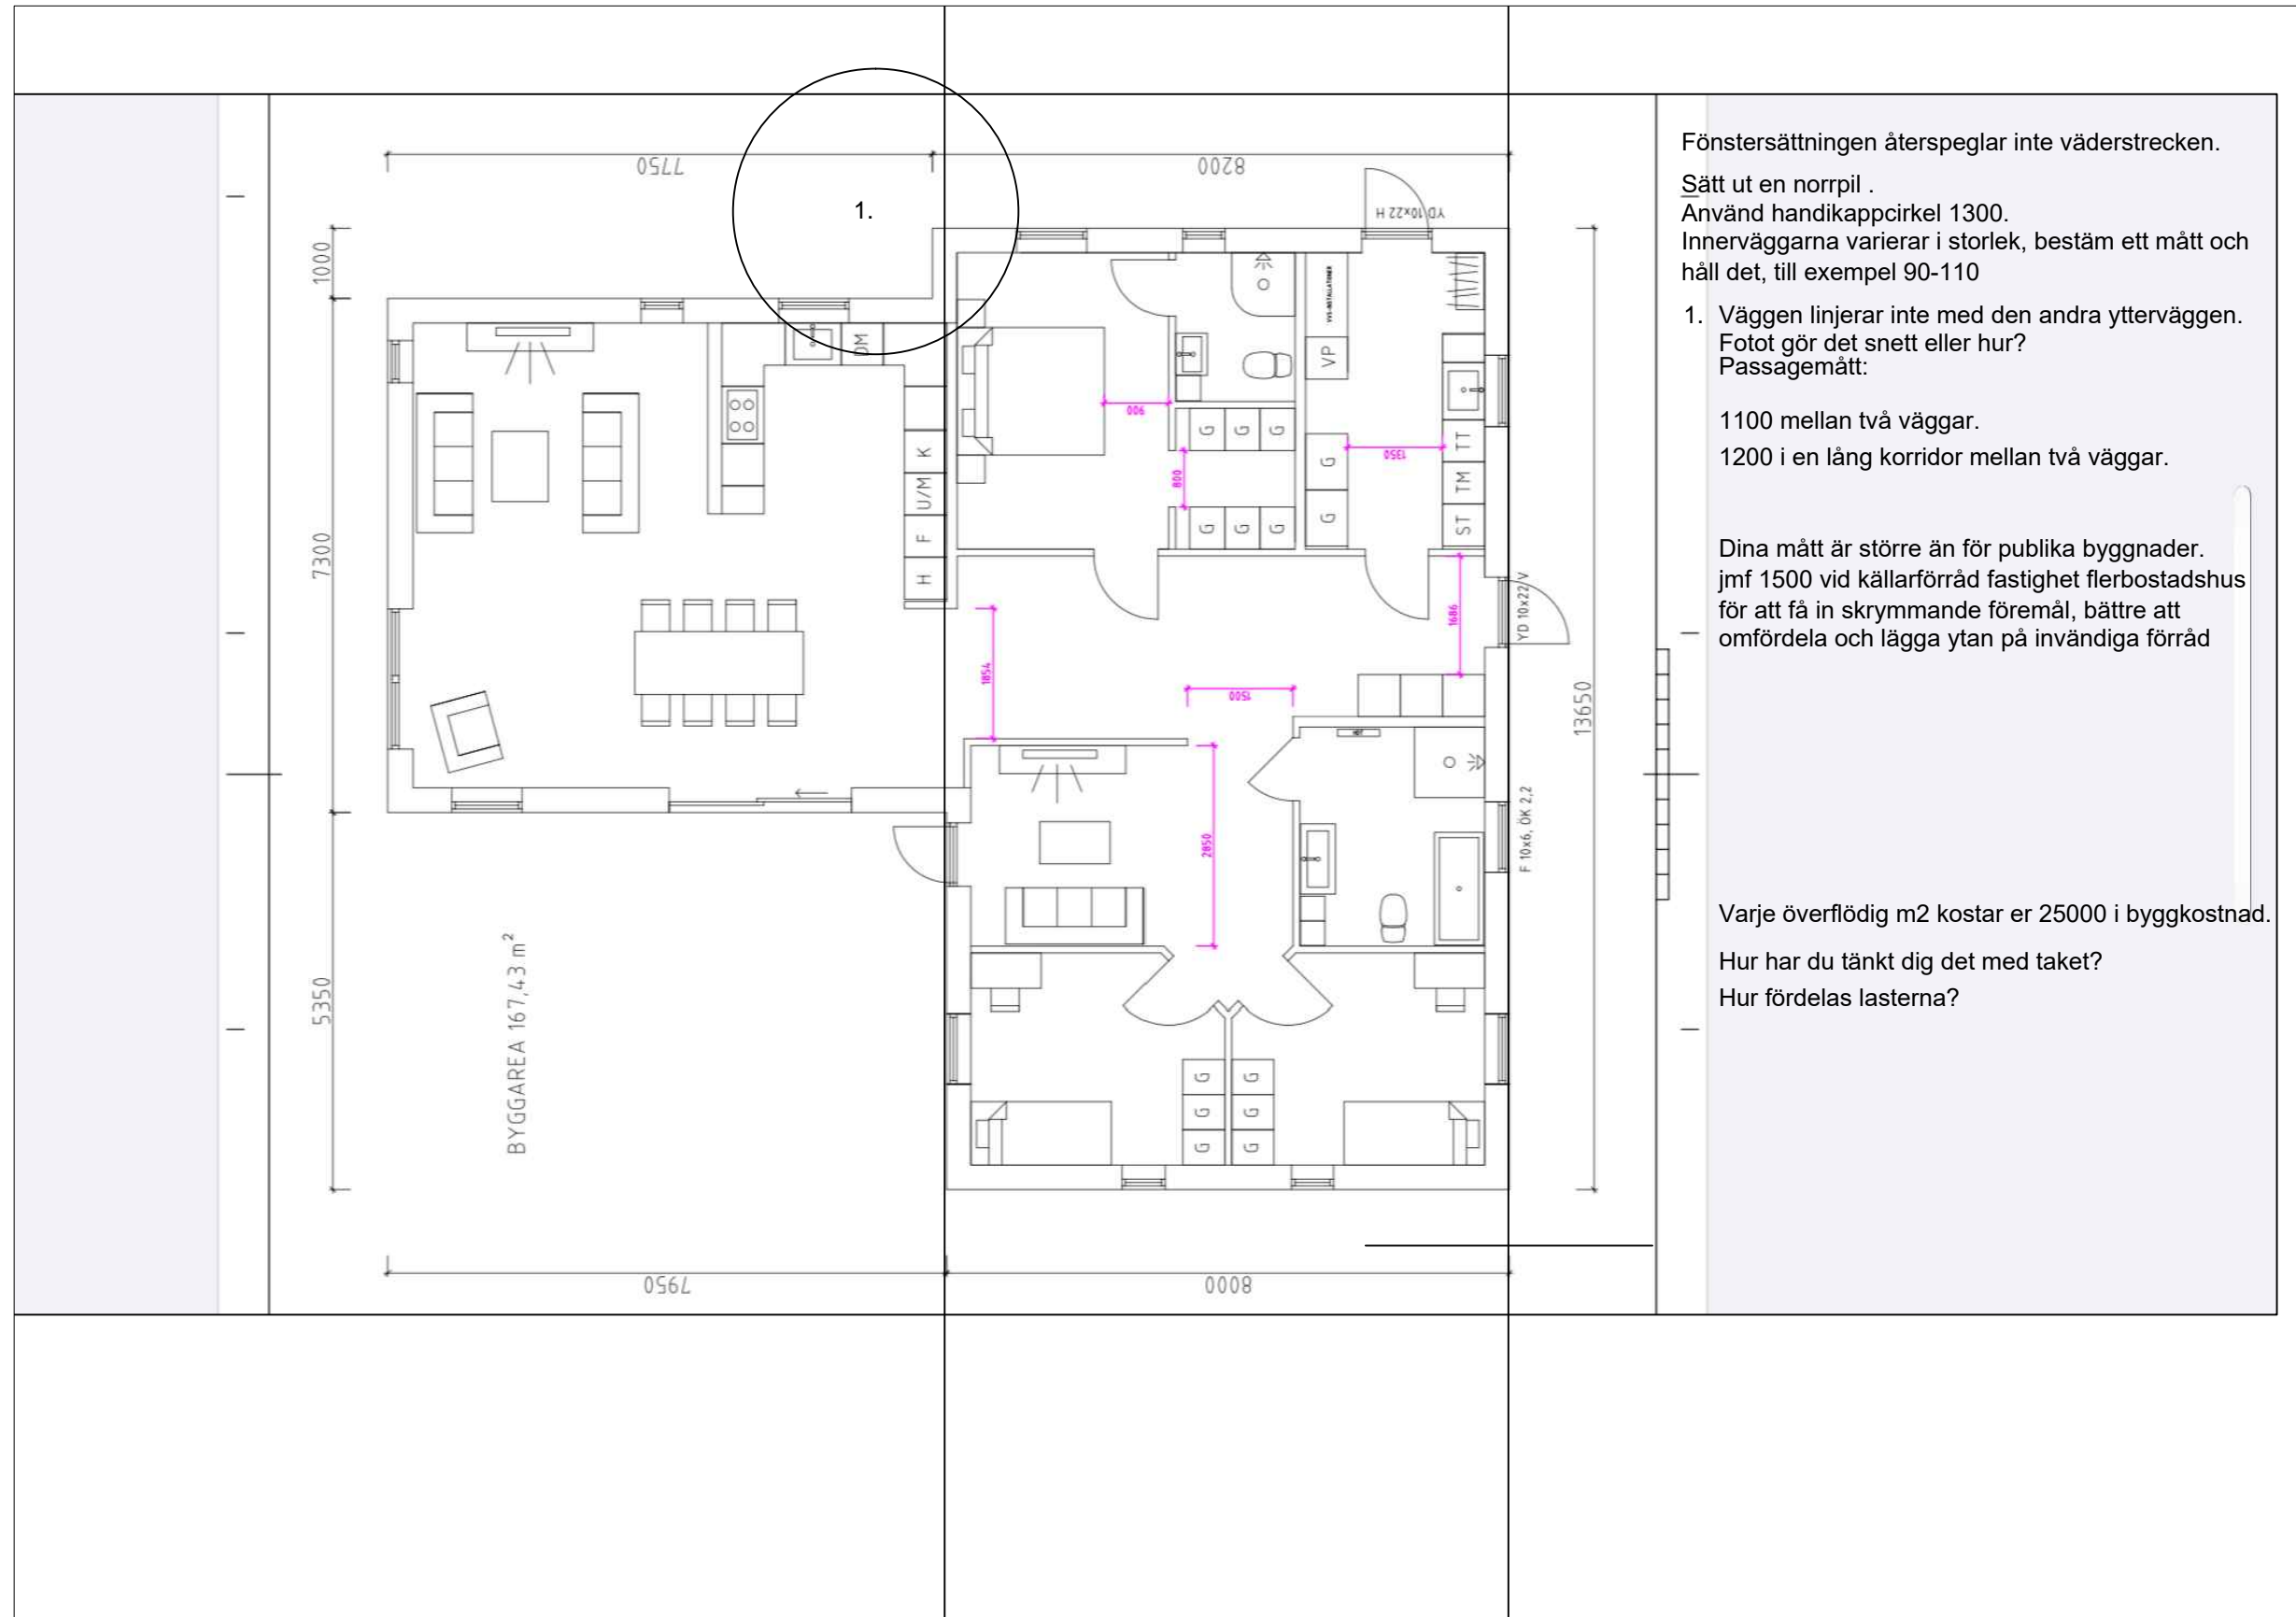 7750
8200
1.
YD 10x22 H
1000
VVS-INSTALLATIONER
DM
VP
900
G
G
G
K
G
1350
TT
U/M
800
TM
G
F
G
G
G
ST
H
7300
1686
YD 10x22 V
1854
1500
13650
HDT
2850
F 10x6, ÖK 2,2
BYGGAREA 167,43 m²
5350
G
G
G
G
G
G
7950
8000
Fönstersättningen återspeglar inte väderstrecken.
Sätt ut en norrpil .
Använd handikappcirkel 1300.
Innerväggarna varierar i storlek, bestäm ett mått och
håll det, till exempel 90-110
1. Väggen linjerar inte med den andra ytterväggen.
Fotot gör det snett eller hur?
Passagemått:
1100 mellan två väggar.
1200 i en lång korridor mellan två väggar.
Dina mått är större än för publika byggnader.
jmf 1500 vid källarförråd fastighet flerbostadshus
för att få in skrymmande föremål, bättre att
omfördela och lägga ytan på invändiga förråd
Varje överflödig m2 kostar er 25000 i byggkostnad.
Hur har du tänkt dig det med taket?
Hur fördelas lasterna?